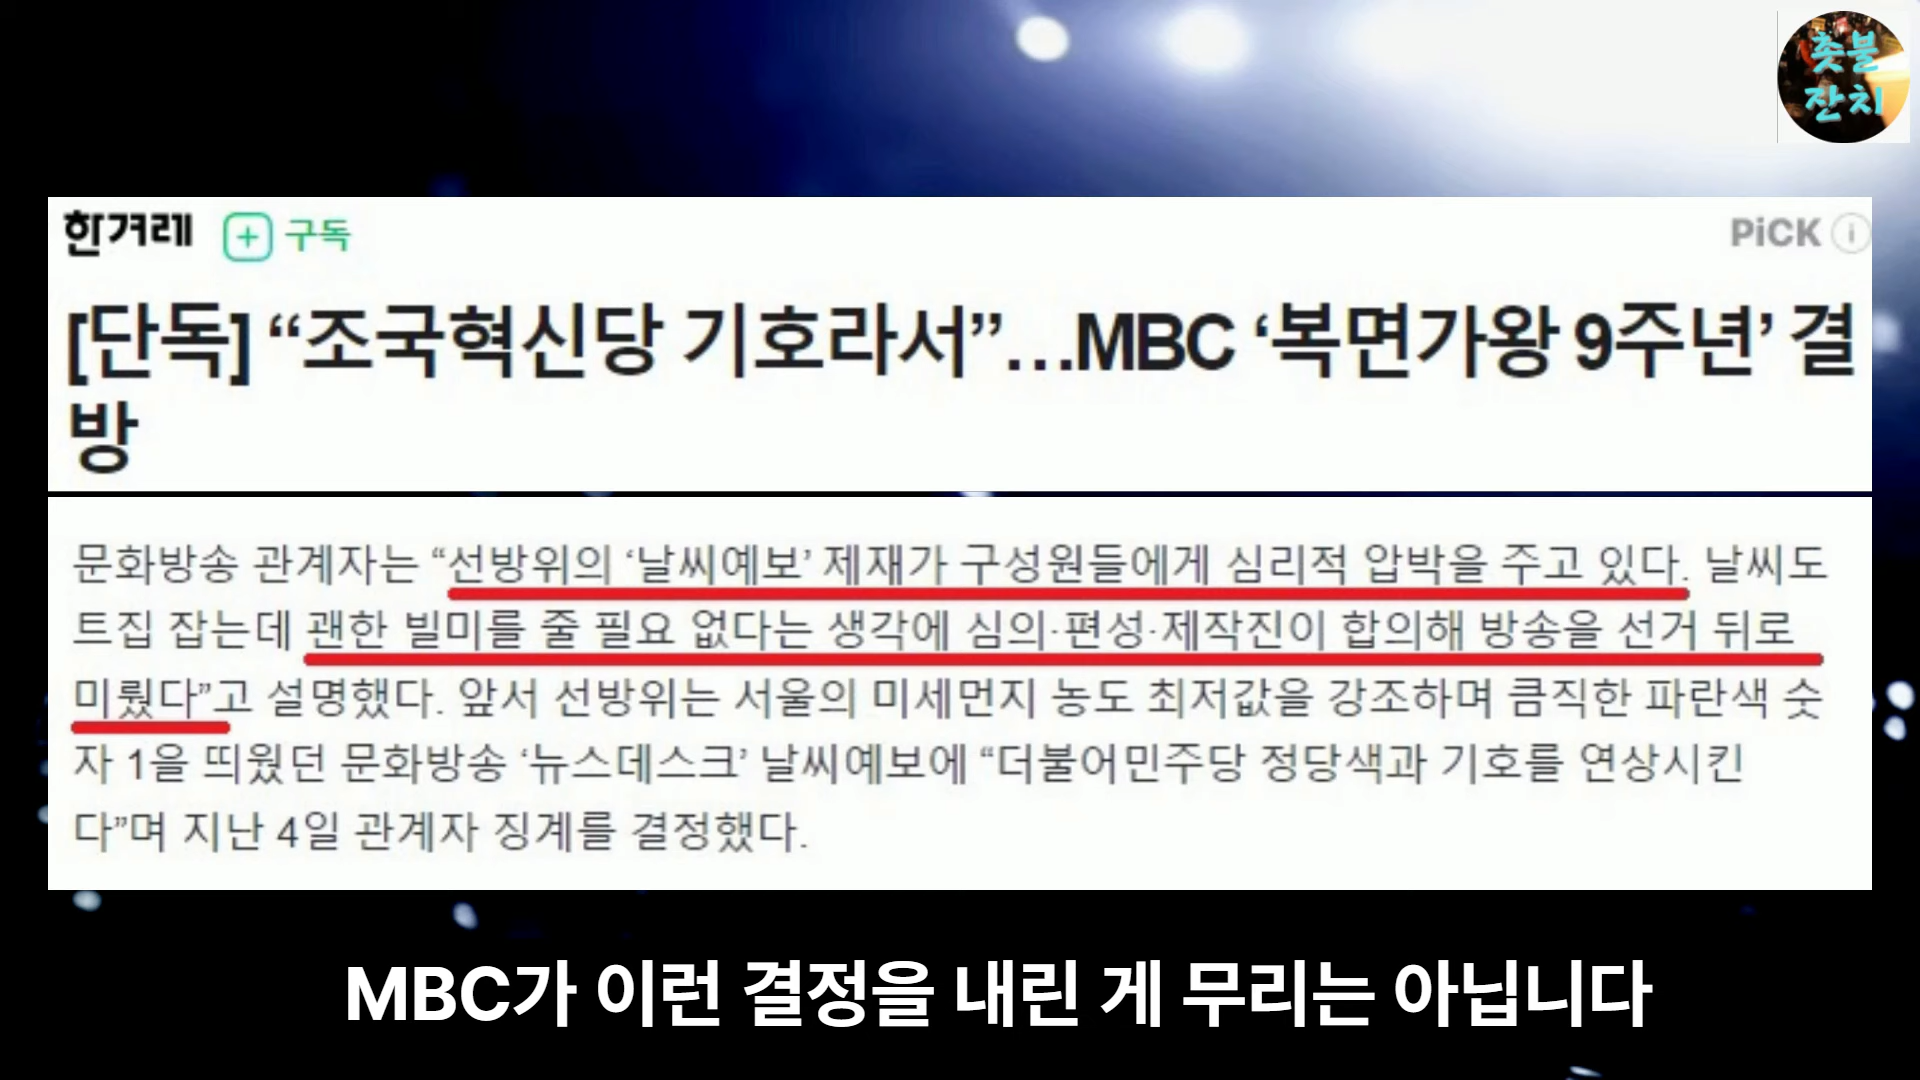 촛불
잔치
한겨레 + 구독
PiCK i
[단독] “조국혁신당 기호라서”…MBC ‘복면가왕 9주년’ 결
방
문화방송 관계자는 “선방위의 ‘날씨예보’ 제재가 구성원들에게 심리적 압박을 주고 있다. 날씨도
트집 잡는데 괜한 빌미를 줄 필요 없다는 생각에 심의·편성·제작진이 합의해 방송을 선거 뒤로
미뤘다”고 설명했다. 앞서 선방위는 서울의 미세먼지 농도 최저값을 강조하며 큼직한 파란색 숫
자 1을 띄웠던 문화방송 ‘뉴스데스크’ 날씨예보에 “더불어민주당 정당색과 기호를 연상시킨
다”며 지난 4일 관계자 징계를 결정했다.
MBC가 이런 결정을 내린 게 무리는 아닙니다